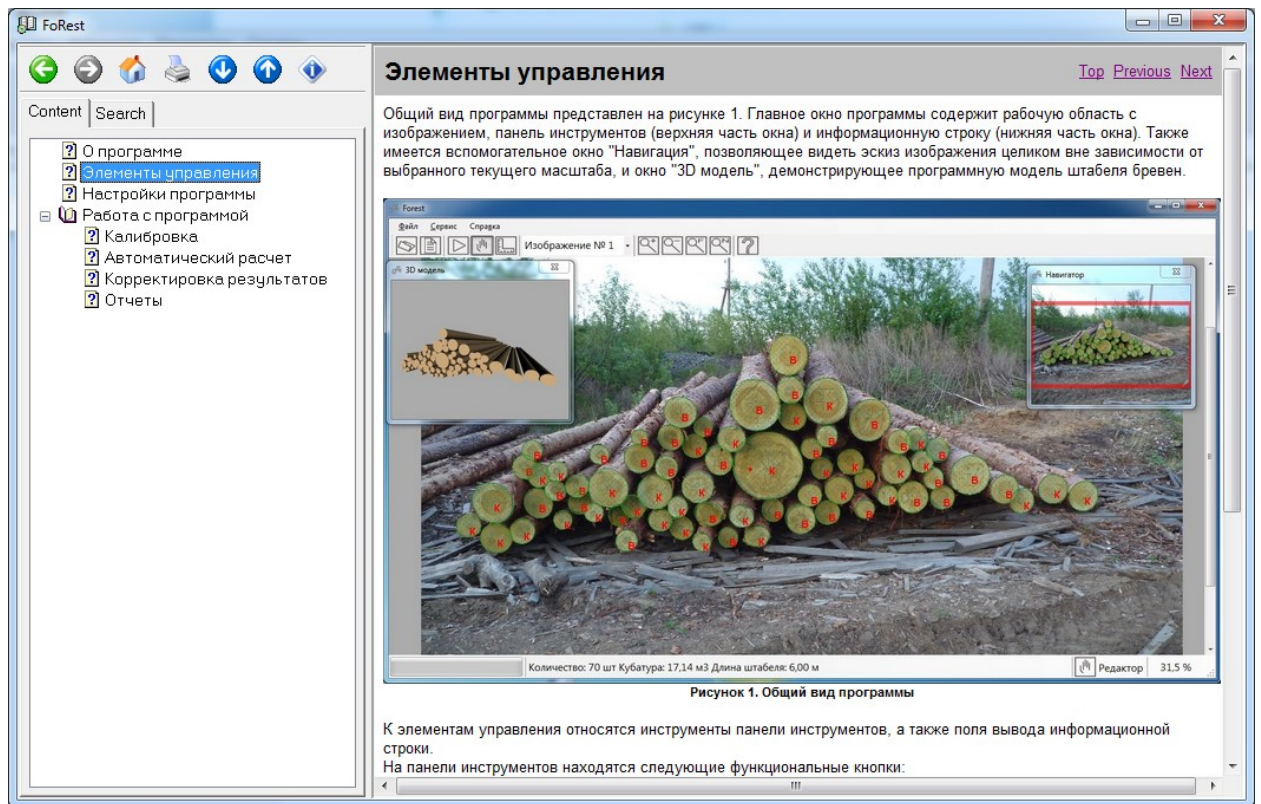 FoRest
Content Search
О программе
Элементы управления
Настройки программы
Работа с программой
Калибровка
Автоматический расчет
Корректировка результатов
Отчеты
Элементы управления
Top Previous Next
Общий вид программы представлен на рисунке 1. Главное окно программы содержит рабочую область с
изображением, панель инструментов (верхняя часть окна) и информационную строку (нижняя часть окна). Также
имеется вспомогательное окно "Навигация", позволяющее видеть эскиз изображения целиком вне зависимости от
выбранного текущего масштаба, и окно "3D модель", демонстрирующее программную модель штабеля бревен.
Forest
Файл Сервис Справка
Изображение № 1
3D модель
Навигатор
Количество: 70 шт Кубатура: 17,14 м3 Длина штабеля: 6,00 м
Редактор 31,5 %
Рисунок 1. Общий вид программы
К элементам управления относятся инструменты панели инструментов, а также поля вывода информационной
строки.
На панели инструментов находятся следующие функциональные кнопки: